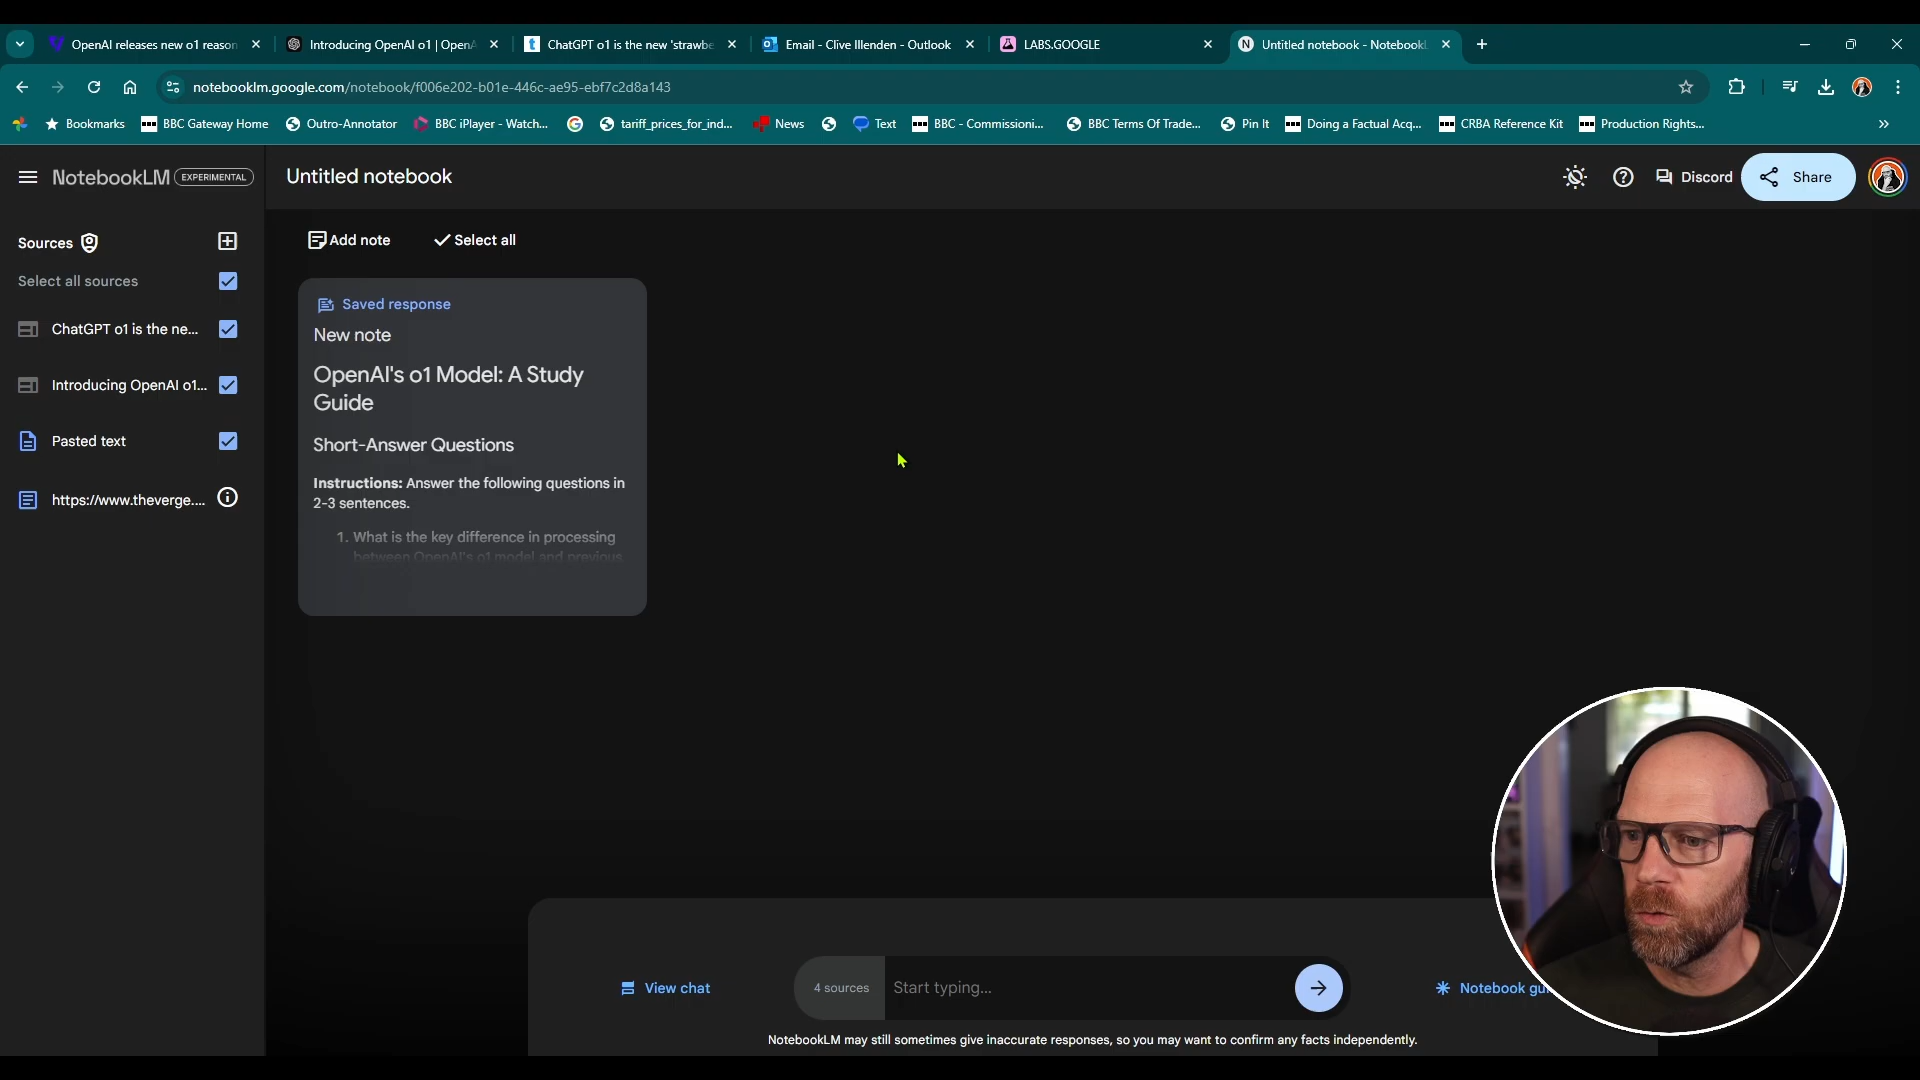 OpenAI releases new o1 reason
Introducing OpenAI o1 | OpenA
ChatGPT o1 is the new 'strawbe
Email - Clive Illenden - Outlook
LABS.GOOGLE
Untitled notebook - NotebookL
notebooklm.google.com/notebook/f006e202-b01e-446c-ae95-ebf7c2d8a143
Bookmarks
BBC Gateway Home
Outro-Annotator
BBC iPlayer - Watch...
tariff_prices_for_ind...
News
Text
BBC - Commissioni...
BBC Terms Of Trade...
Pin It
Doing a Factual Acq...
CRBA Reference Kit
Production Rights...
NotebookLM
EXPERIMENTAL
Untitled notebook
Discord
Share
Sources
Select all sources
ChatGPT o1 is the ne...
Introducing OpenAI o1...
Pasted text
https://www.theverge....
Add note
Select all
Saved response
New note
OpenAI's o1 Model: A Study
Guide
Short-Answer Questions
Instructions: Answer the following questions in
2-3 sentences.
1. What is the key difference in processing
between OpenAI's o1 model and previous
View chat
4 sources
Start typing...
Notebook gu
NotebookLM may still sometimes give inaccurate responses, so you may want to confirm any facts independently.